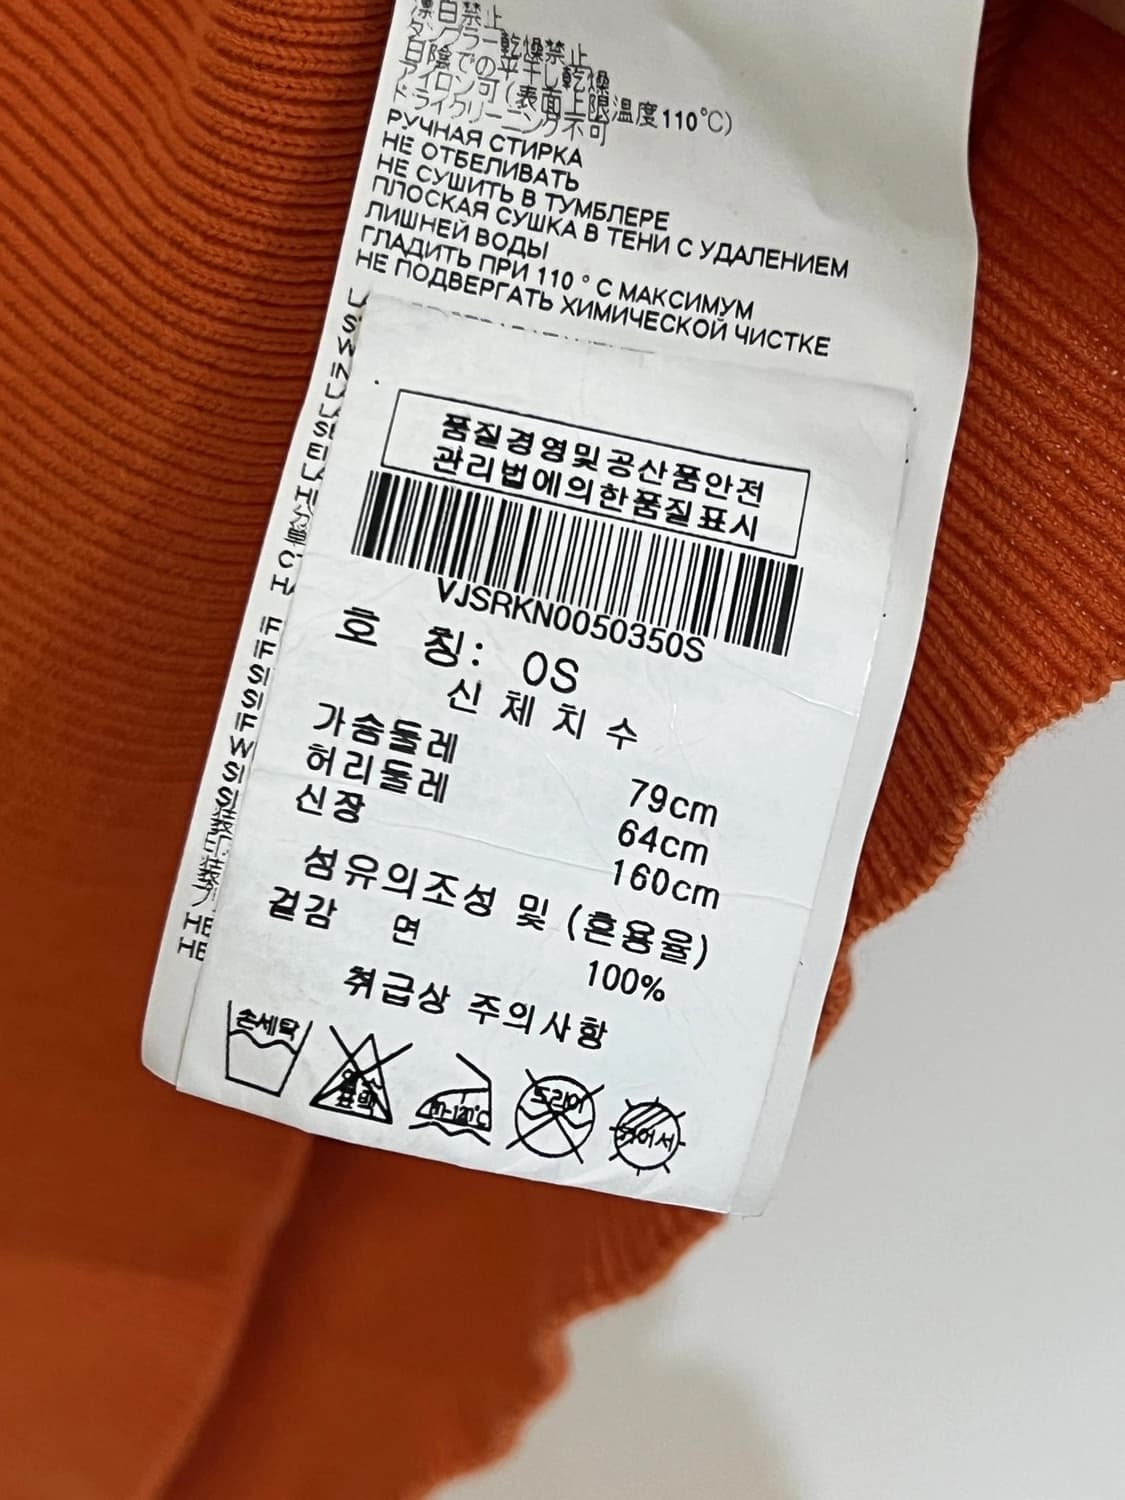 漂白禁止
タンブラー乾燥禁止
日陰での平干し乾燥
アイロン可(表面上限温度110℃)
ドライクリーニング不可
РУЧНАЯ СТИРКА
НЕ ОТБЕЛИВАТЬ
НЕ СУШИТЬ В ТУМБЛЕРЕ
ПЛОСКАЯ СУШКА В ТЕНИ С УДАЛЕНИЕМ
ЛИШНЕЙ ВОДЫ
ГЛАДИТЬ ПРИ 110 ° С МАКСИМУМ
НЕ ПОДВЕРГАТЬ ХИМИЧЕСКОЙ ЧИСТКЕ
품질경영및공산품안전
관리법에의한품질표시
VJSRKN0050350S
호 칭: OS
신체치수
가슴둘레 79cm
허리둘레 64cm
신장 160cm
섬유의조성 및 (혼용율)
겉감 면 100%
취급상 주의사항
손세탁
염소
표백
드라이
뉘어서